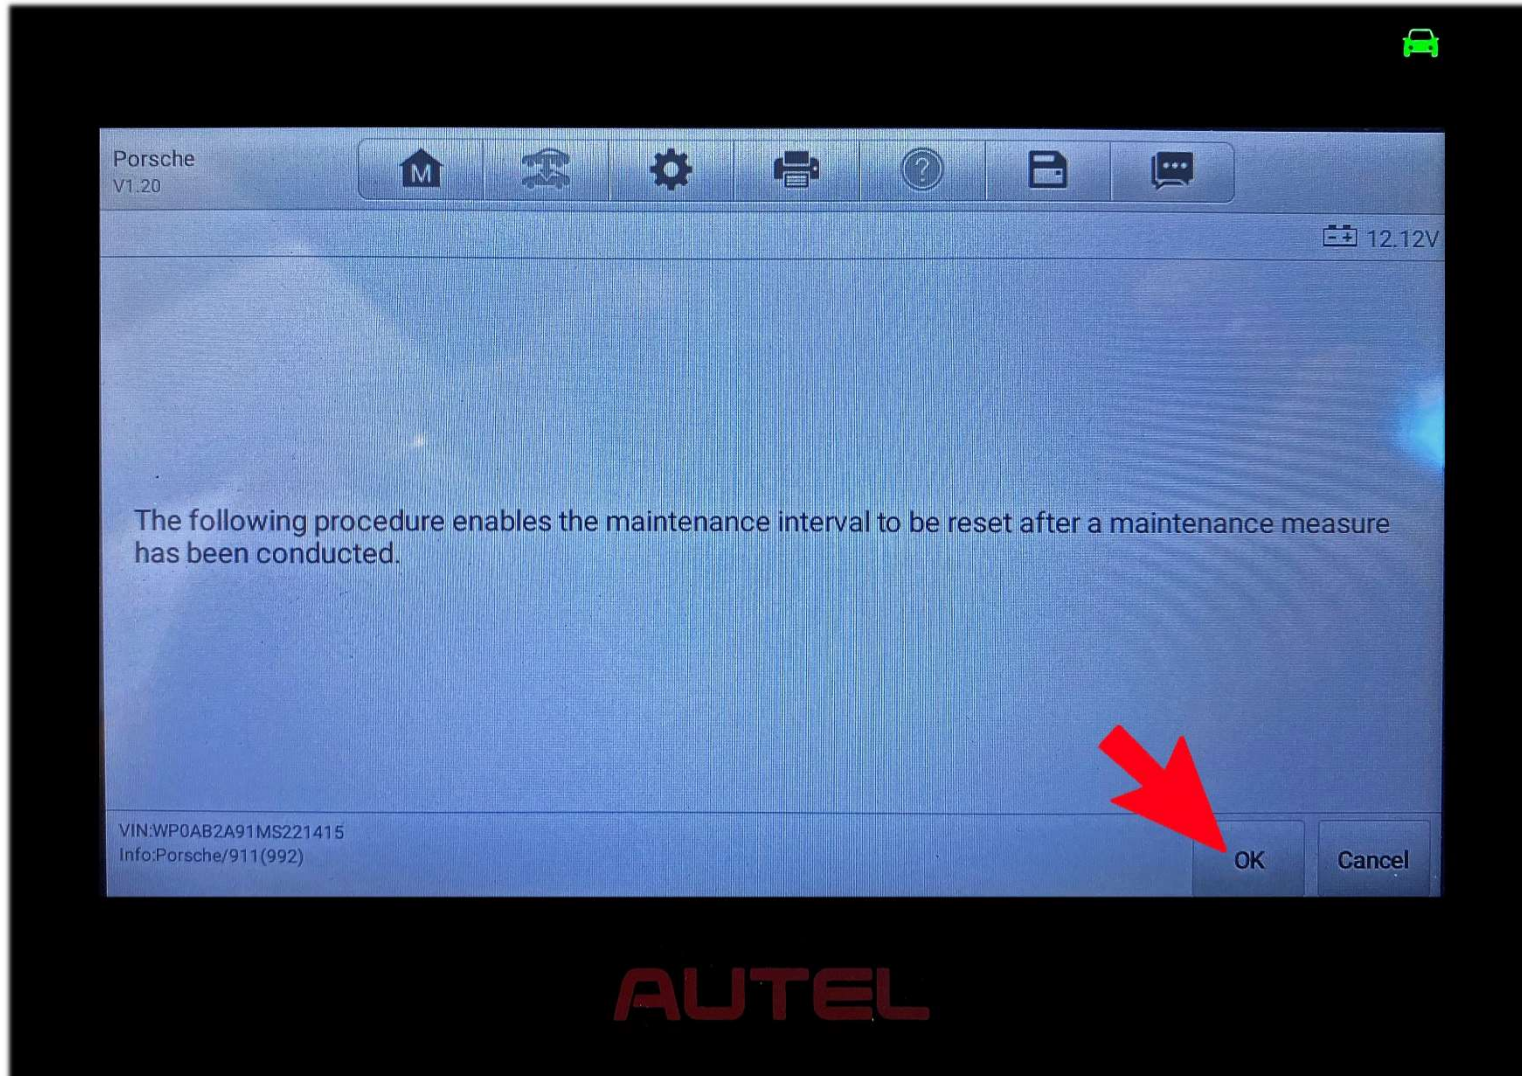 Porsche
V1.20
M
?
12.12V
The following procedure enables the maintenance interval to be reset after a maintenance measure
has been conducted.
VIN:WP0AB2A91MS221415
Info:Porsche/911(992)
OK
Cancel
AUTEL